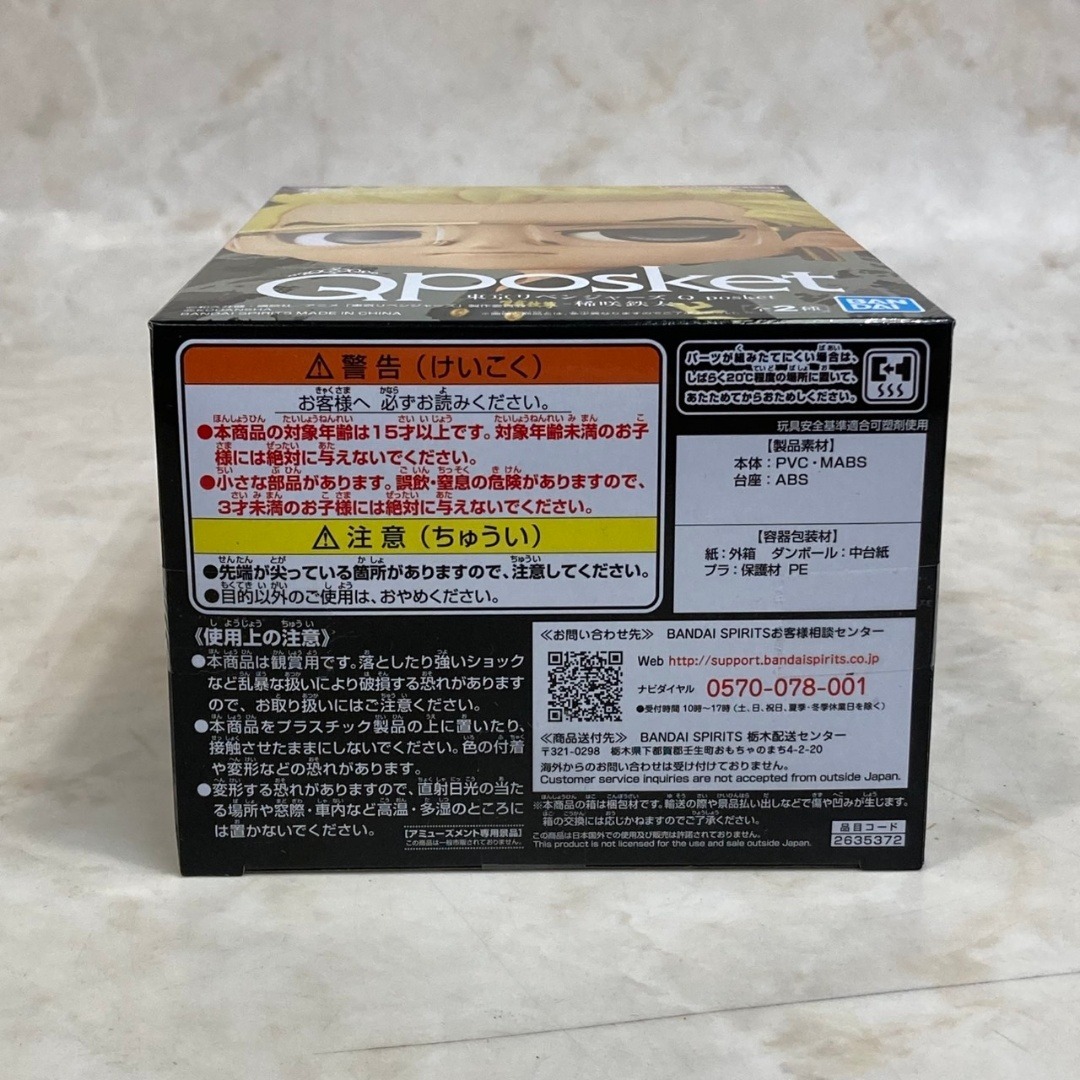 Qposket
東京リベンジャーズ Q posket
稀咲鉄
全2種
BANDAI SPIRITS MADE IN CHINA
BANDAI
警告（けいこく）
お客様へ 必ずお読みください。
●本商品の対象年齢は15才以上です。対象年齢未満のお子
様には絶対に与えないでください。
●小さな部品があります。誤飲・窒息の危険がありますので、
3才未満のお子様には絶対に与えないでください。
注意（ちゅうい）
●先端が尖っている箇所がありますので、注意してください。
●目的以外のご使用は、おやめください。
《使用上の注意》
●本商品は観賞用です。落としたり強いショック
など乱暴な扱いにより破損する恐れがあります
ので、お取り扱いにはご注意ください。
●本商品をプラスチック製品の上に置いたり、
接触させたままにしないでください。色の付着
や変形などの恐れがあります。
●変形する恐れがありますので、直射日光の当た
る場所や窓際・車内など高温・多湿のところに
は置かないでください。
【アミューズメント専用景品】
この商品は一般市販されておりません。
パーツが組みたてにくい場合は、
しばらく20℃程度の場所に置いて、
あたためてからおためしください。
玩具安全基準適合可塑剤使用
【製品素材】
本体：PVC・MABS
台座：ABS
【容器包装材】
紙：外箱 ダンボール：中台紙
プラ：保護材 PE
≪お問い合わせ先≫ BANDAI SPIRITSお客様相談センター
Web http://support.bandaispirits.co.jp
ナビダイヤル 0570-078-001
●受付時間 10時〜17時（土、日、祝日、夏季・冬季休業日を除く）
≪商品送付先≫ BANDAI SPIRITS 栃木配送センター
〒321-0298 栃木県下都賀郡壬生町おもちゃのまち4-2-20
海外からのお問い合わせは受け付けておりません。
Customer service inquiries are not accepted from outside Japan.
※本商品の箱は梱包材です。輸送の際や景品払い出しなどで傷や凹みが生じます。
箱の交換には応じかねますのでご了承ください。
この商品は日本国外での使用及び販売は許諾されておりません。
This product is not licensed for the use and sale outside Japan.
品目コード
2635372